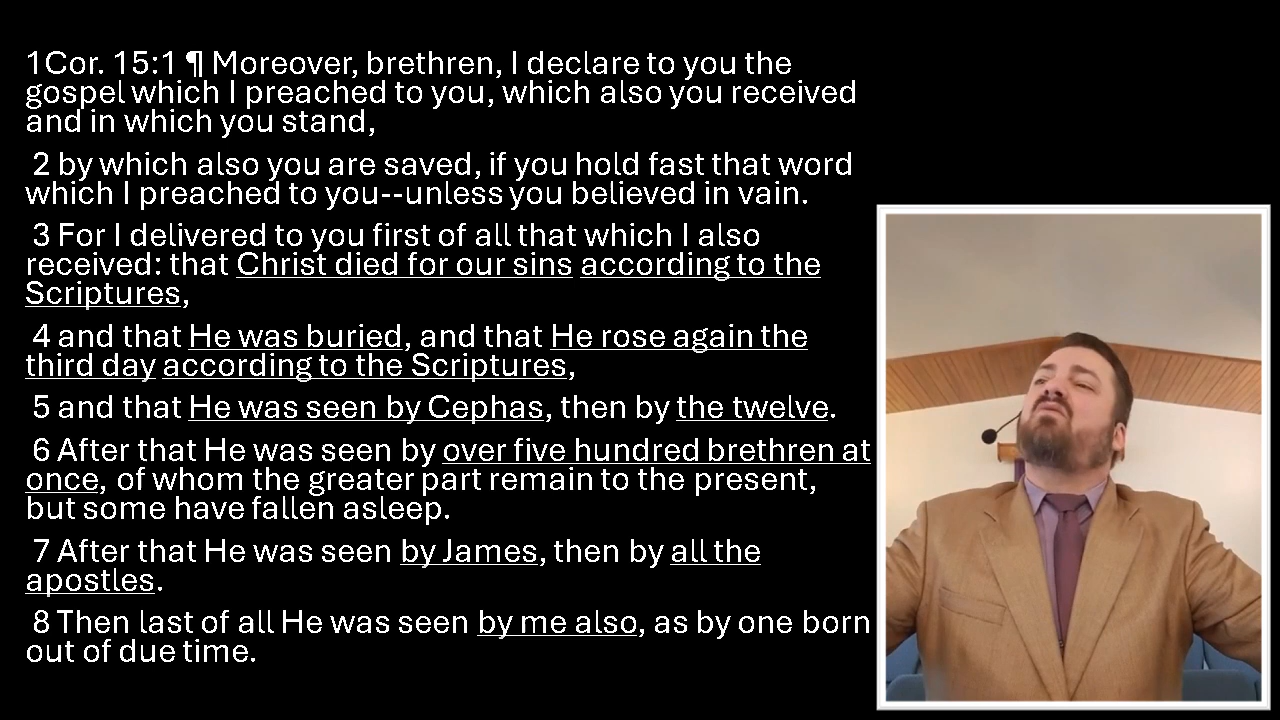 1Cor. 15:1 ¶ Moreover, brethren, I declare to you the
gospel which I preached to you, which also you received
and in which you stand,
2 by which also you are saved, if you hold fast that word
which I preached to you--unless you believed in vain.
3 For I delivered to you first of all that which I also
received: that Christ died for our sins according to the
Scriptures,
4 and that He was buried, and that He rose again the
third day according to the Scriptures,
5 and that He was seen by Cephas, then by the twelve.
6 After that He was seen by over five hundred brethren at
once, of whom the greater part remain to the present,
but some have fallen asleep.
7 After that He was seen by James, then by all the
apostles.
8 Then last of all He was seen by me also, as by one born
out of due time.